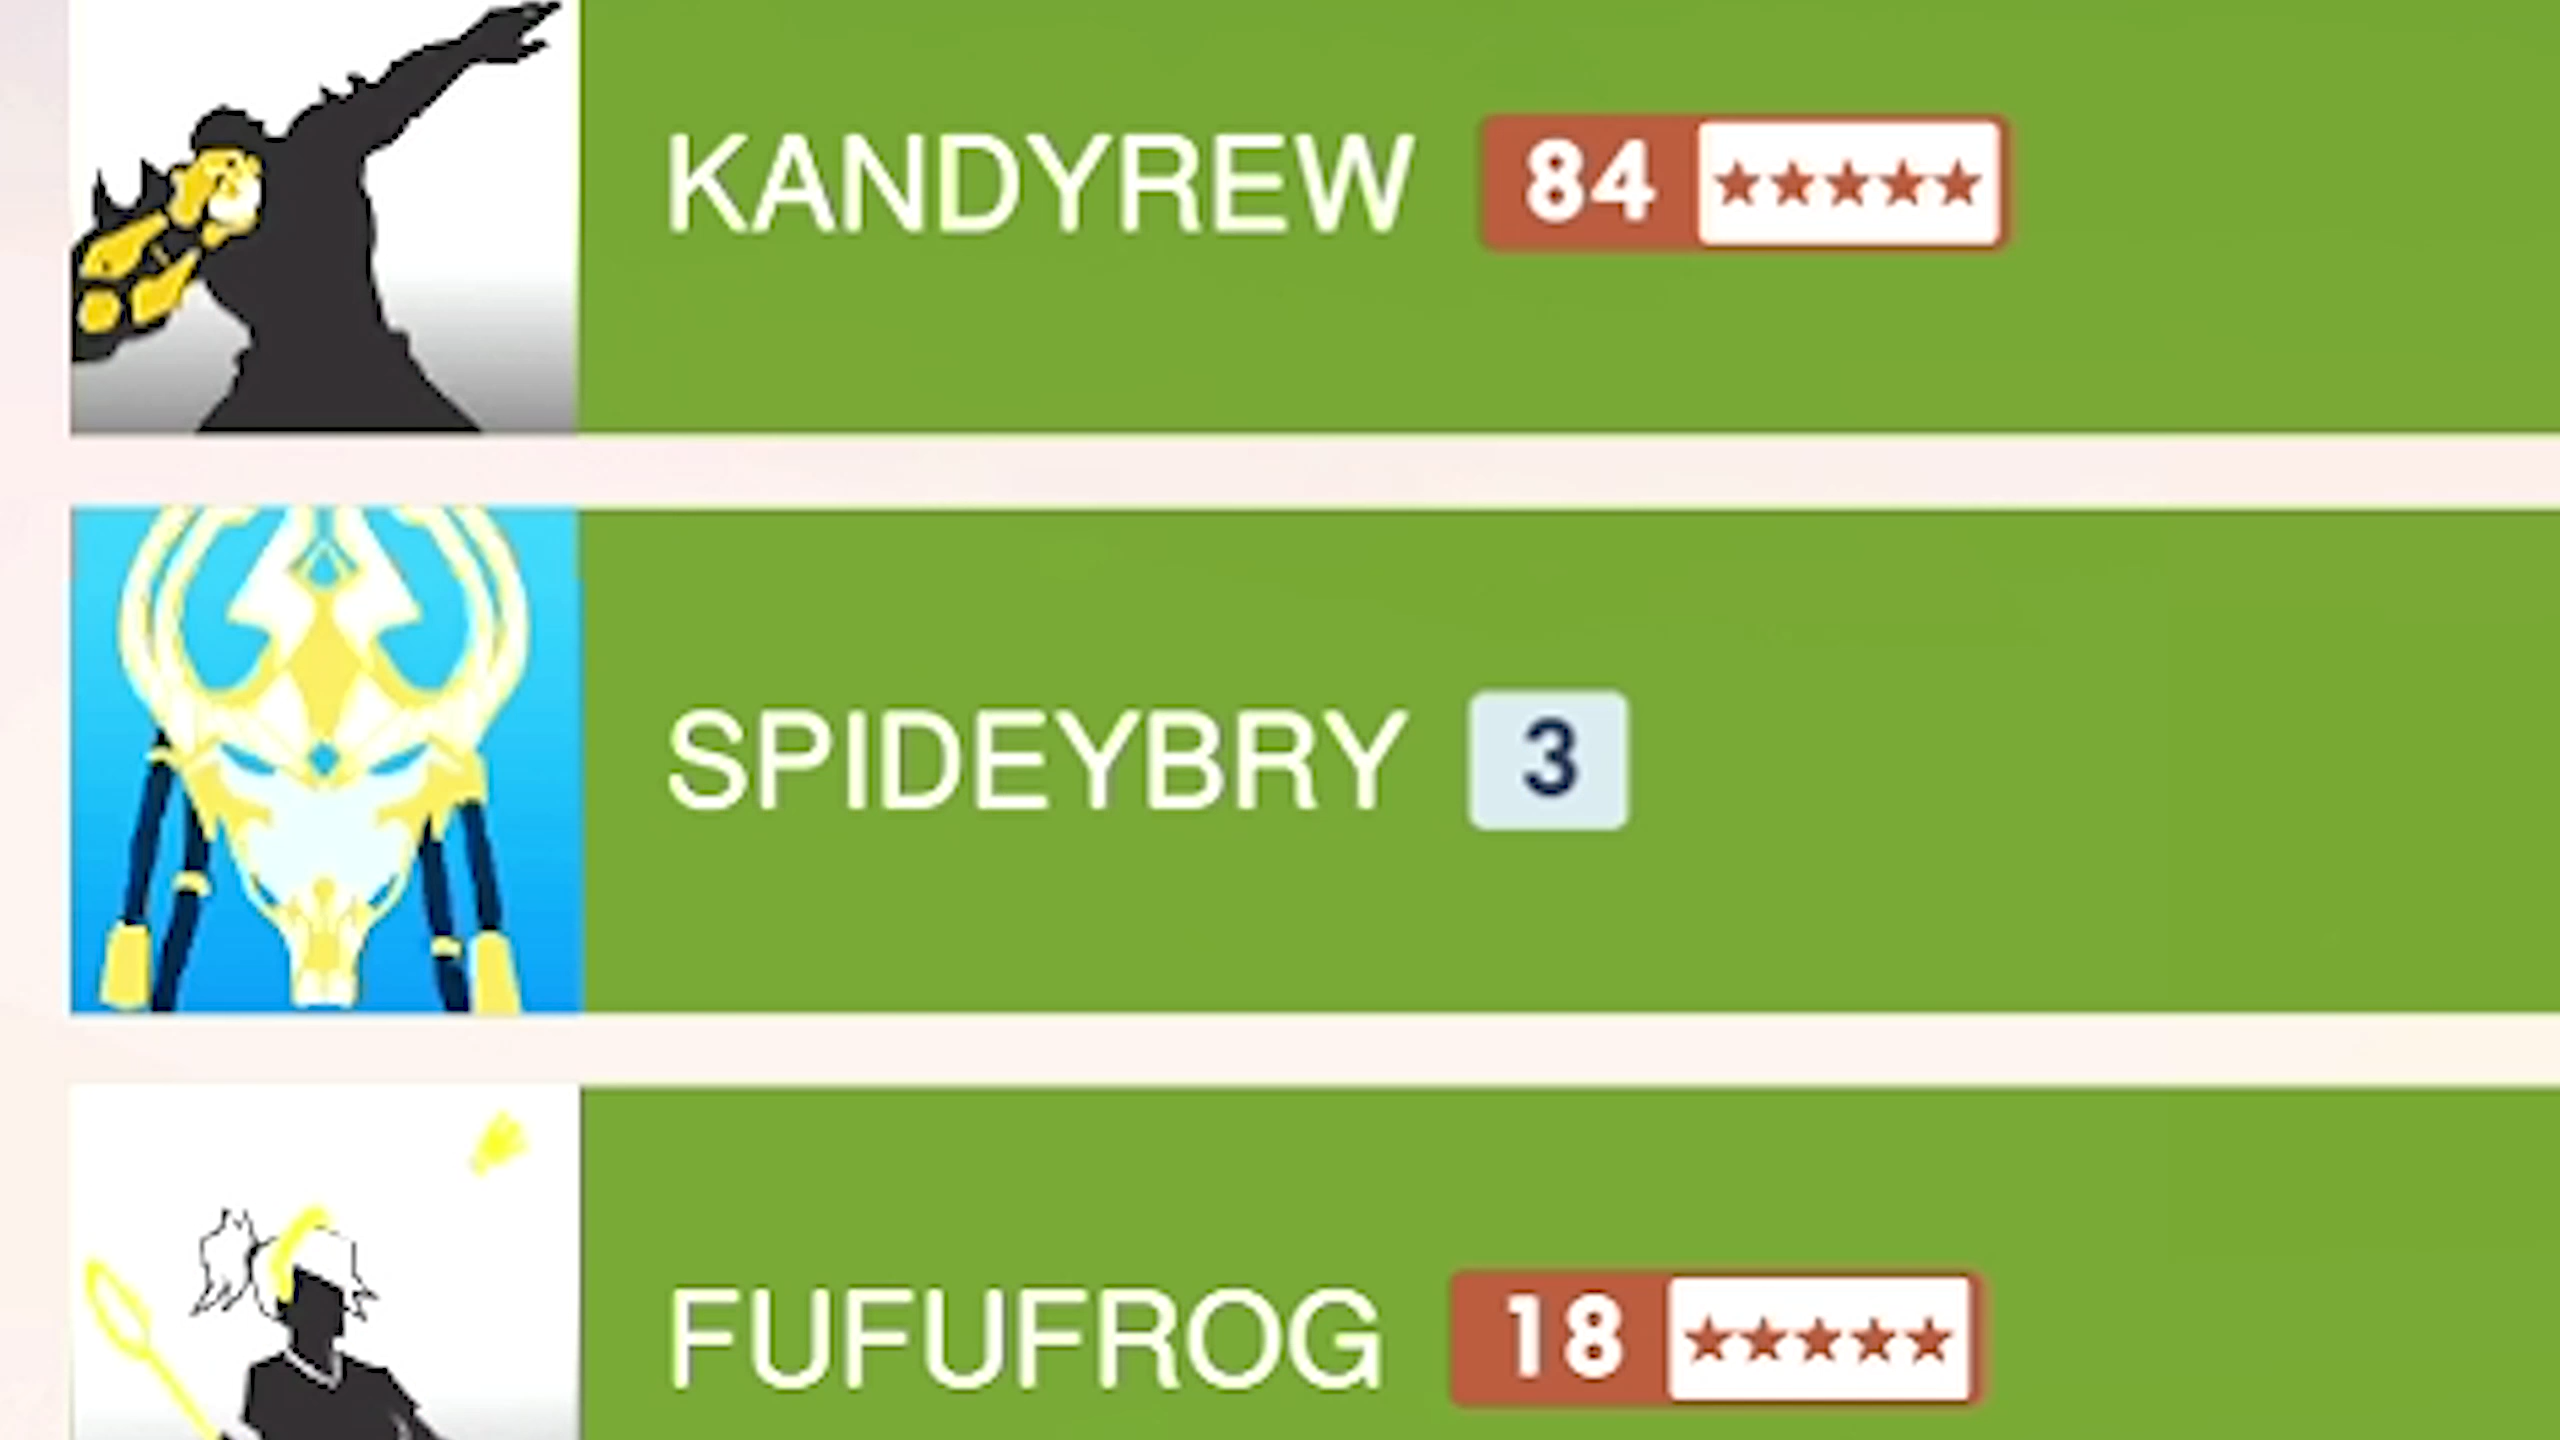 KANDYREW 84 ★★★★★
SPIDEYBRY 3
FUFUFROG 18 ★★★★★